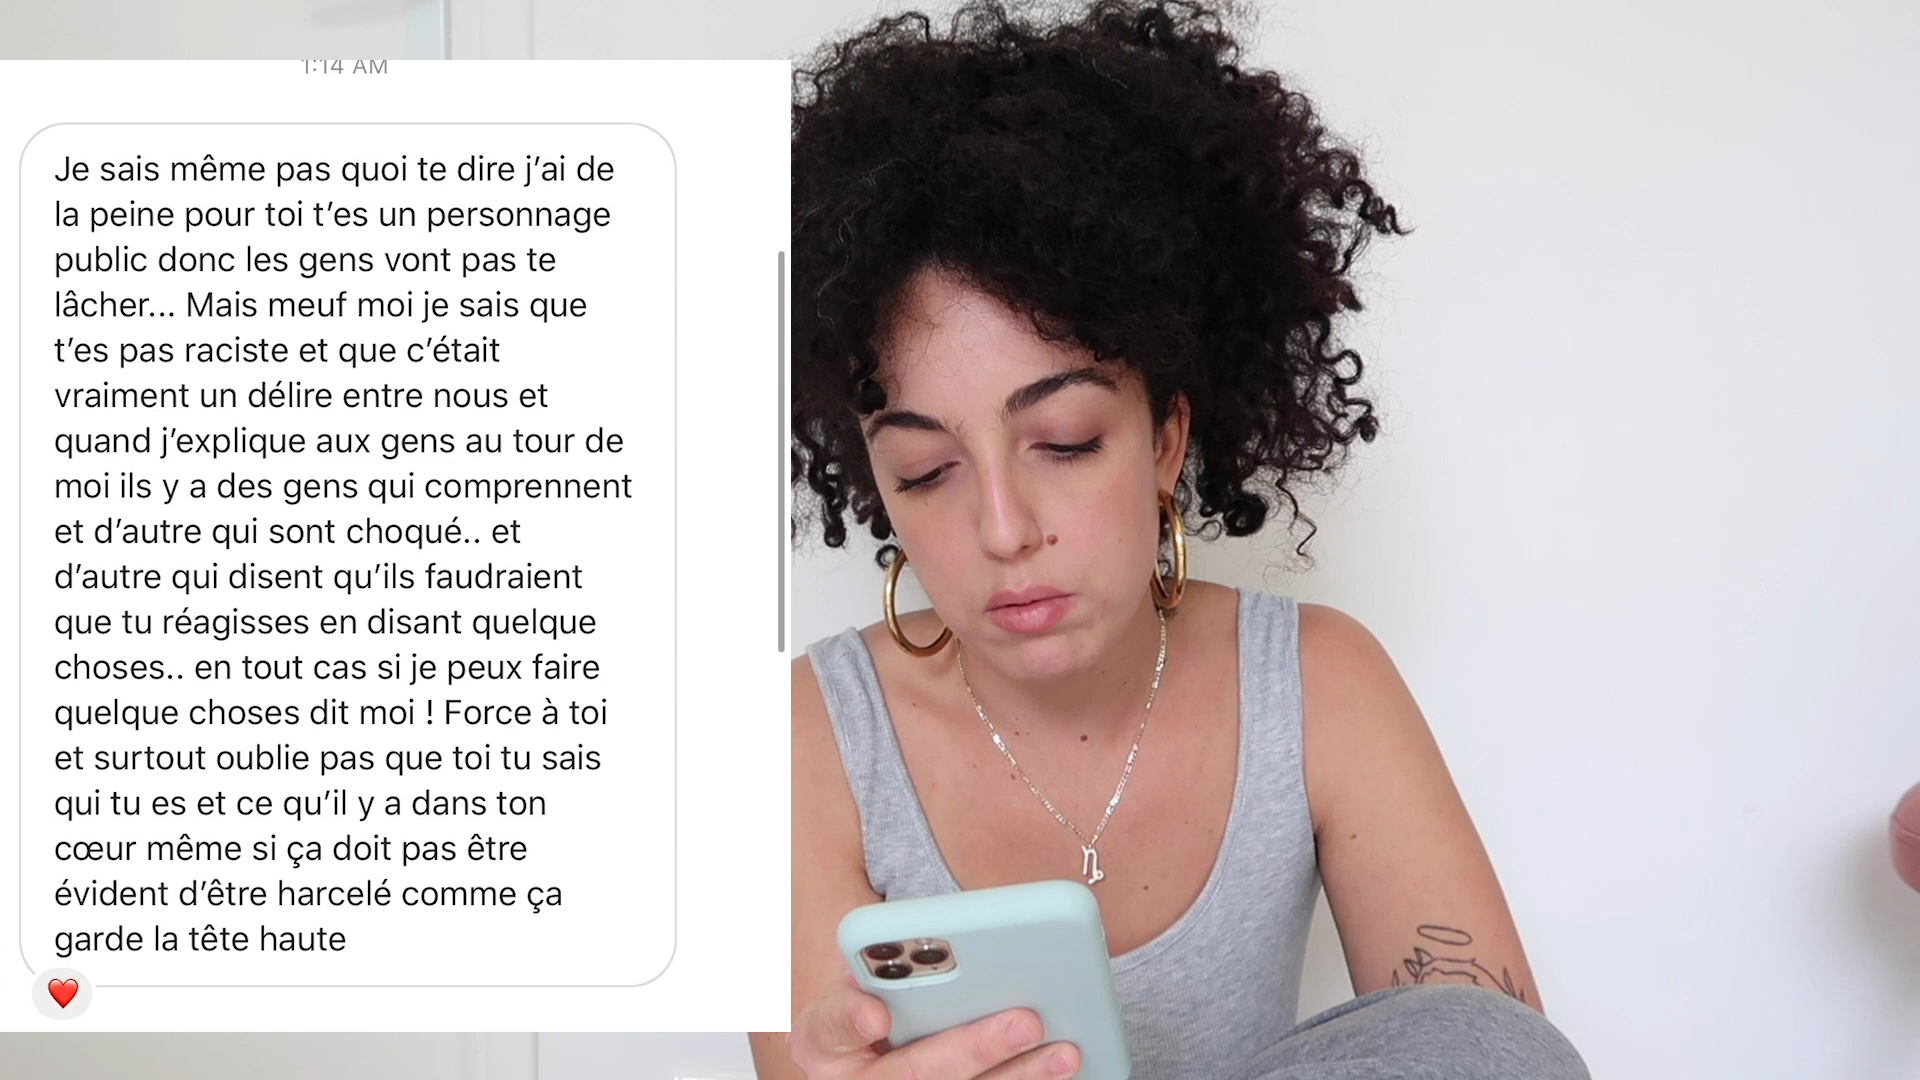 1:14 AM
Je sais même pas quoi te dire j’ai de
la peine pour toi t’es un personnage
public donc les gens vont pas te
lâcher... Mais meuf moi je sais que
t’es pas raciste et que c’était
vraiment un délire entre nous et
quand j’explique aux gens au tour de
moi ils y a des gens qui comprennent
et d’autre qui sont choqué.. et
d’autre qui disent qu’ils faudraient
que tu réagisses en disant quelque
choses.. en tout cas si je peux faire
quelque choses dit moi ! Force à toi
et surtout oublie pas que toi tu sais
qui tu es et ce qu’il y a dans ton
cœur même si ça doit pas être
évident d’être harcelé comme ça
garde la tête haute